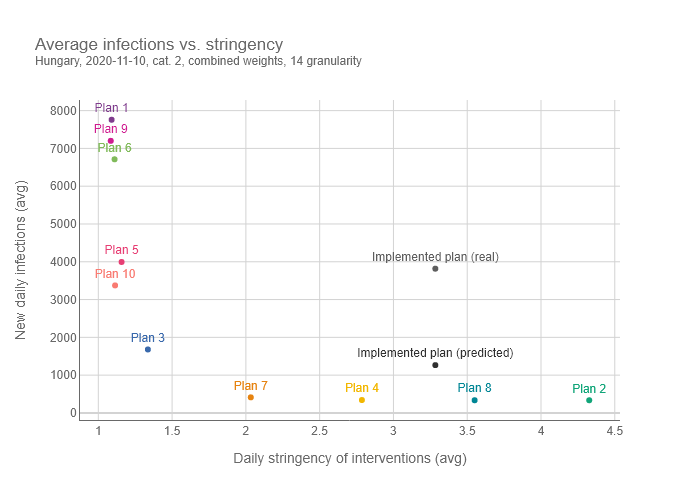 Average infections vs. stringency
Hungary, 2020-11-10, cat. 2, combined weights, 14 granularity
New daily infections (avg)
8000
7000
6000
5000
4000
3000
2000
1000
0
Plan 1
Plan 9
Plan 6
Plan 5
Plan 10
Implemented plan (real)
Plan 3
Implemented plan (predicted)
Plan 7
Plan 4
Plan 8
Plan 2
1
1.5
2
2.5
3
3.5
4
4.5
Daily stringency of interventions (avg)